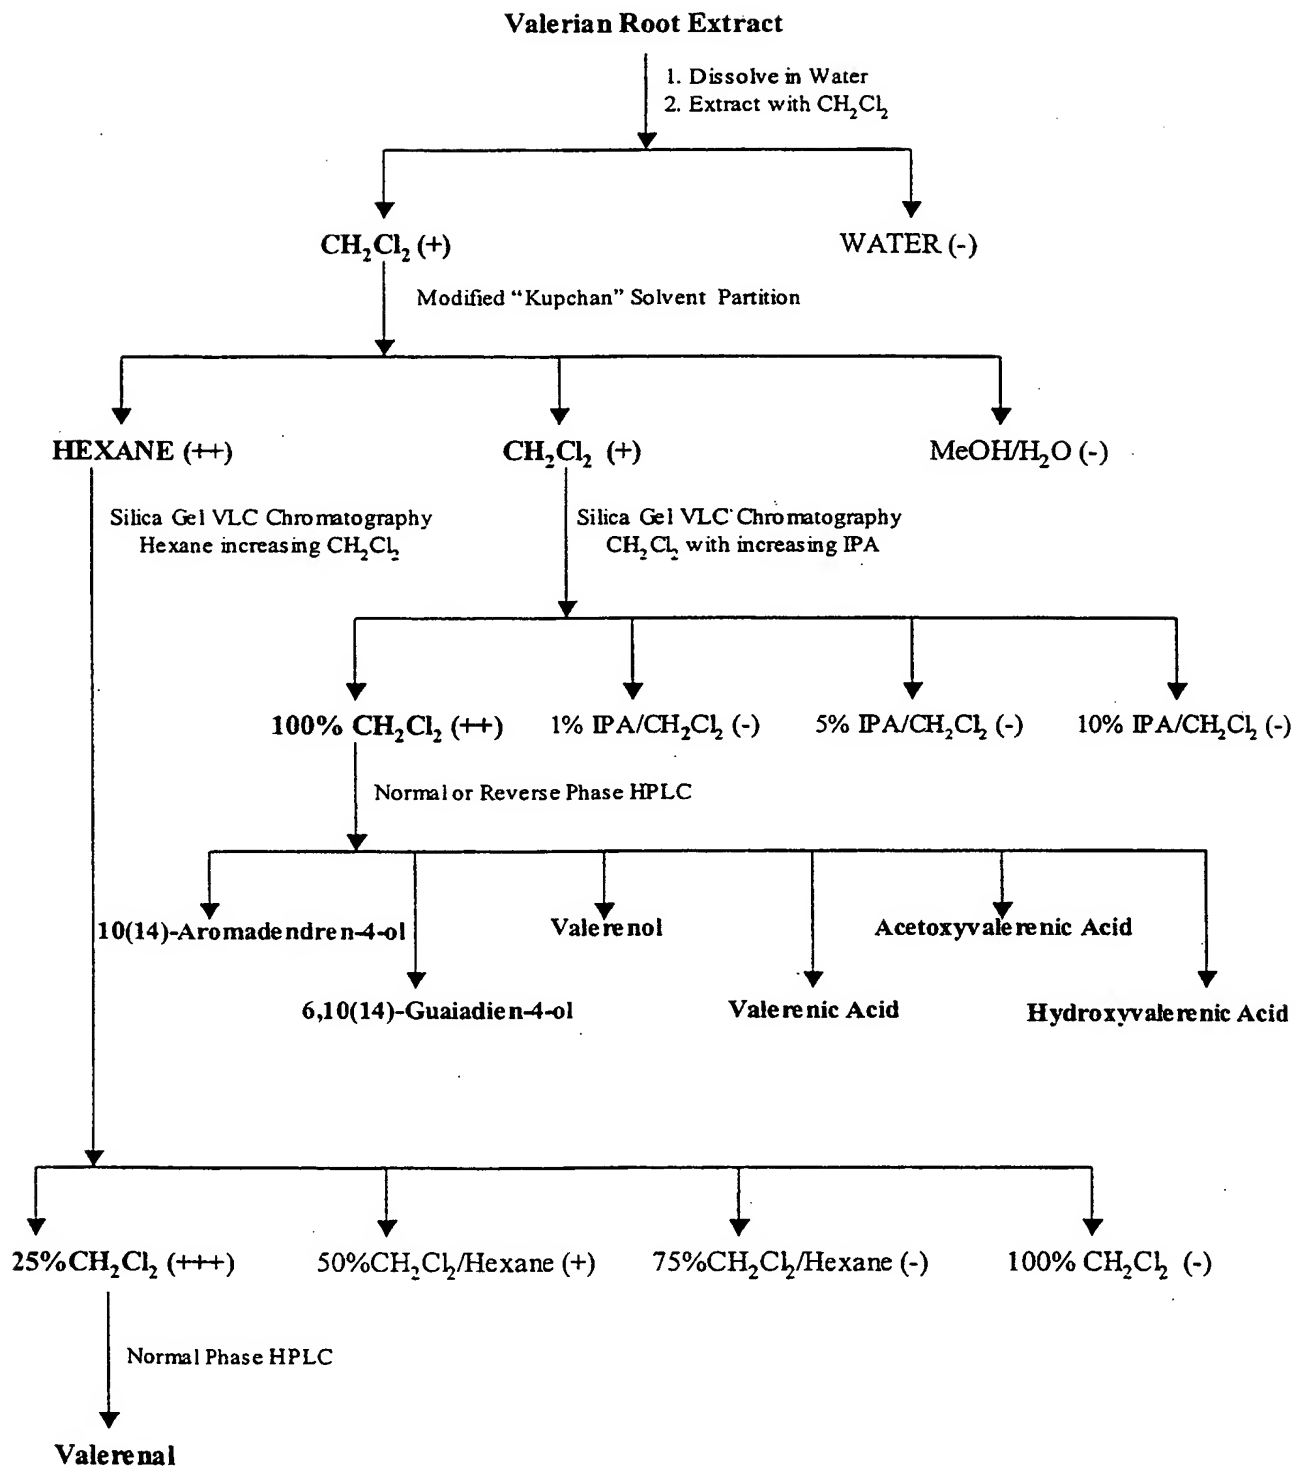 Valerian Root Extract
1. Dissolve in Water
2. Extract with CH₂Cl₂
CH₂Cl₂ (+)
WATER (-)
Modified “Kupchan” Solvent Partition
HEXANE (++)
CH₂Cl₂ (+)
MeOH/H₂O (-)
Silica Gel VLC Chromatography
Hexane increasing CH₂Cl₂
Silica Gel VLC Chromatography
CH₂Cl₂ with increasing IPA
100% CH₂Cl₂ (++)
1% IPA/CH₂Cl₂ (-)
5% IPA/CH₂Cl₂ (-)
10% IPA/CH₂Cl₂ (-)
Normal or Reverse Phase HPLC
10(14)-Aromadendren-4-ol
Valerenol
Acetoxyvalerenic Acid
6,10(14)-Guaiadien-4-ol
Valerenic Acid
Hydroxyvalerenic Acid
25%CH₂Cl₂ (+++)
50%CH₂Cl₂/Hexane (+)
75%CH₂Cl₂/Hexane (-)
100% CH₂Cl₂ (-)
Normal Phase HPLC
Valerenal